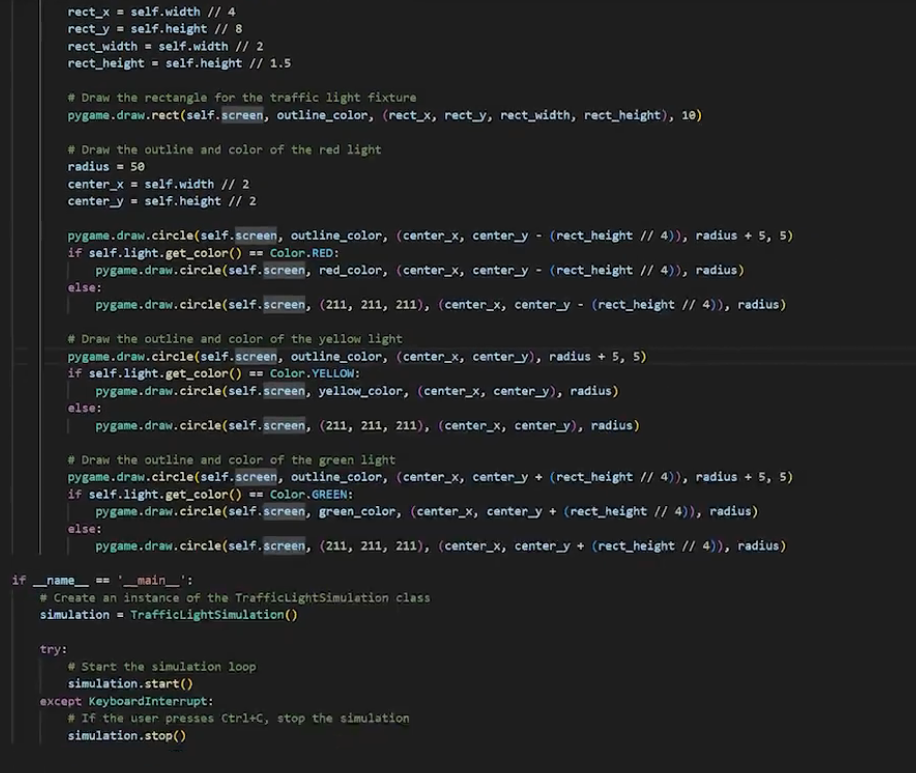 rect_x = self.width // 4
rect_y = self.height // 8
rect_width = self.width // 2
rect_height = self.height // 1.5
# Draw the rectangle for the traffic light fixture
pygame.draw.rect(self.screen, outline_color, (rect_x, rect_y, rect_width, rect_height), 10)
# Draw the outline and color of the red light
radius = 50
center_x = self.width // 2
center_y = self.height // 2
pygame.draw.circle(self.screen, outline_color, (center_x, center_y - (rect_height // 4)), radius + 5, 5)
if self.light.get_color() == Color.RED:
pygame.draw.circle(self.screen, red_color, (center_x, center_y - (rect_height // 4)), radius)
else:
pygame.draw.circle(self.screen, (211, 211, 211), (center_x, center_y - (rect_height // 4)), radius)
# Draw the outline and color of the yellow light
pygame.draw.circle(self.screen, outline_color, (center_x, center_y), radius + 5, 5)
if self.light.get_color() == Color.YELLOW:
pygame.draw.circle(self.screen, yellow_color, (center_x, center_y), radius)
else:
pygame.draw.circle(self.screen, (211, 211, 211), (center_x, center_y), radius)
# Draw the outline and color of the green light
pygame.draw.circle(self.screen, outline_color, (center_x, center_y + (rect_height // 4)), radius + 5, 5)
if self.light.get_color() == Color.GREEN:
pygame.draw.circle(self.screen, green_color, (center_x, center_y + (rect_height // 4)), radius)
else:
pygame.draw.circle(self.screen, (211, 211, 211), (center_x, center_y + (rect_height // 4)), radius)
if __name__ == '__main__':
# Create an instance of the TrafficLightSimulation class
simulation = TrafficLightSimulation()
try:
# Start the simulation loop
simulation.start()
except KeyboardInterrupt:
# If the user presses Ctrl+C, stop the simulation
simulation.stop()